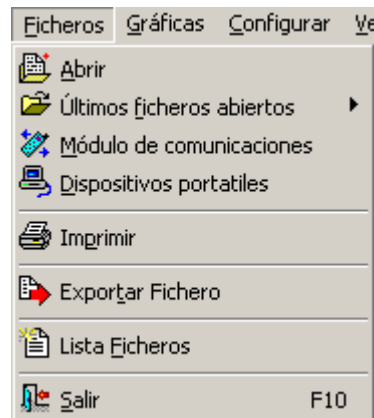 Ficheros Gráficas Configurar Ve
Abrir
Últimos ficheros abiertos
Módulo de comunicaciones
Dispositivos portatiles
Imprimir
Exportar Fichero
Lista Ficheros
Salir F10